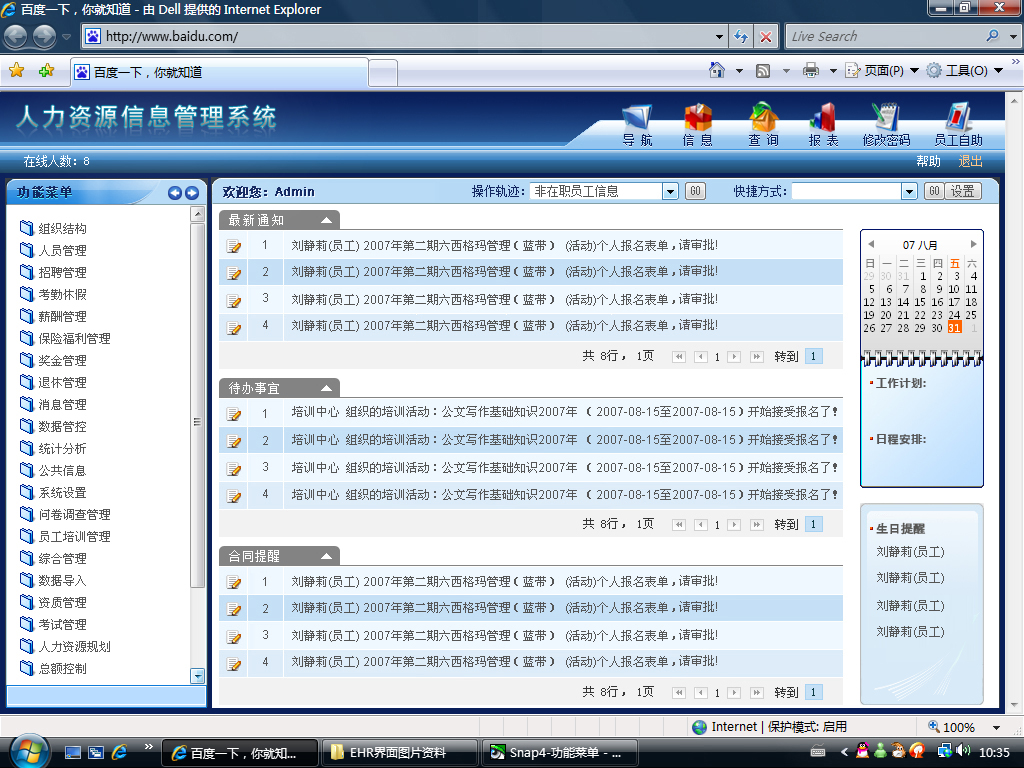 百度一下，你就知道 - 由 Dell 提供的 Internet Explorer
http://www.baidu.com/
Live Search
百度一下，你就知道
页面(P)
工具(O)
人力资源信息管理系统
导 航
信 息
查 询
报 表
修改密码
员工自助
在线人数：8
帮助
退出
功能菜单
欢迎您：Admin
操作轨迹：
非在职员工信息
GO
快捷方式：
GO
设置
组织结构
人员管理
招聘管理
考勤休假
薪酬管理
保险福利管理
奖金管理
退休管理
消息管理
数据管控
统计分析
公共信息
系统设置
问卷调查管理
员工培训管理
综合管理
数据导入
资质管理
考试管理
人力资源规划
总额控制
最新通知
1 刘静莉(员工) 2007年第二期六西格玛管理（蓝带） (活动)个人报名表单，请审批!
2 刘静莉(员工) 2007年第二期六西格玛管理（蓝带） (活动)个人报名表单，请审批!
3 刘静莉(员工) 2007年第二期六西格玛管理（蓝带） (活动)个人报名表单，请审批!
4 刘静莉(员工) 2007年第二期六西格玛管理（蓝带） (活动)个人报名表单，请审批!
共 8行， 1页 1 转到 1
待办事宜
1 培训中心 组织的培训活动：公文写作基础知识2007年 （2007-08-15至2007-08-15）开始接受报名了！
2 培训中心 组织的培训活动：公文写作基础知识2007年 （2007-08-15至2007-08-15）开始接受报名了！
3 培训中心 组织的培训活动：公文写作基础知识2007年 （2007-08-15至2007-08-15）开始接受报名了！
4 培训中心 组织的培训活动：公文写作基础知识2007年 （2007-08-15至2007-08-15）开始接受报名了！
共 8行， 1页 1 转到 1
合同提醒
1 刘静莉(员工) 2007年第二期六西格玛管理（蓝带） (活动)个人报名表单，请审批!
2 刘静莉(员工) 2007年第二期六西格玛管理（蓝带） (活动)个人报名表单，请审批!
3 刘静莉(员工) 2007年第二期六西格玛管理（蓝带） (活动)个人报名表单，请审批!
4 刘静莉(员工) 2007年第二期六西格玛管理（蓝带） (活动)个人报名表单，请审批!
共 8行， 1页 1 转到 1
07 八月
日 一 二 三 四 五 六
29 30 31 1 2 3 4
5 6 7 8 9 10 11
12 13 14 15 16 17 18
19 20 21 22 23 24 25
26 27 28 29 30 31 1
工作计划:
日程安排:
生日提醒
刘静莉(员工)
刘静莉(员工)
刘静莉(员工)
刘静莉(员工)
Internet | 保护模式: 启用
100%
百度一下，你就知...
EHR界面图片资料
Snap4-功能菜单 - ...
10:35